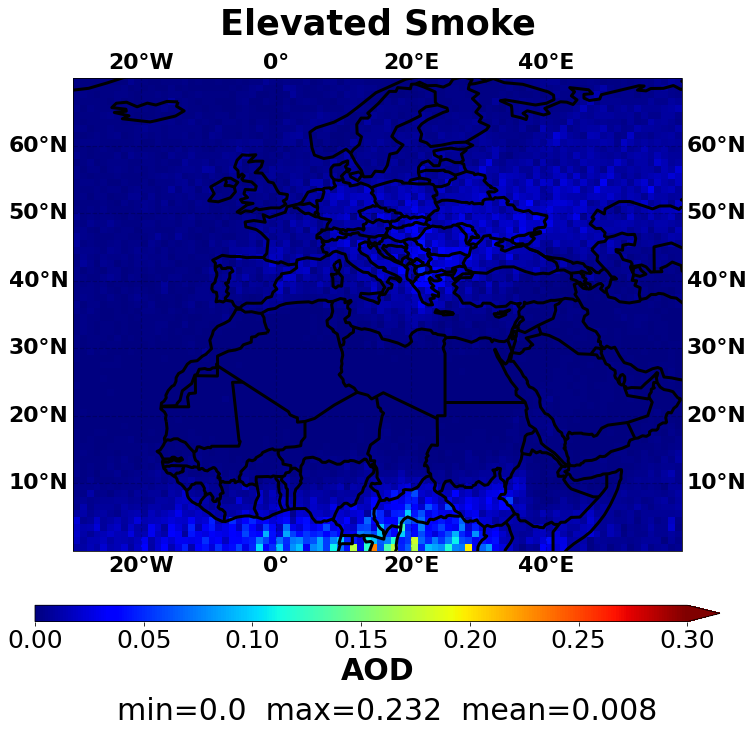 Elevated Smoke
20°W 0° 20°E 40°E
60°N 60°N
50°N 50°N
40°N 40°N
30°N 30°N
20°N 20°N
10°N 10°N
20°W 0° 20°E 40°E
0.00 0.05 0.10 0.15 0.20 0.25 0.30
AOD
min=0.0 max=0.232 mean=0.008